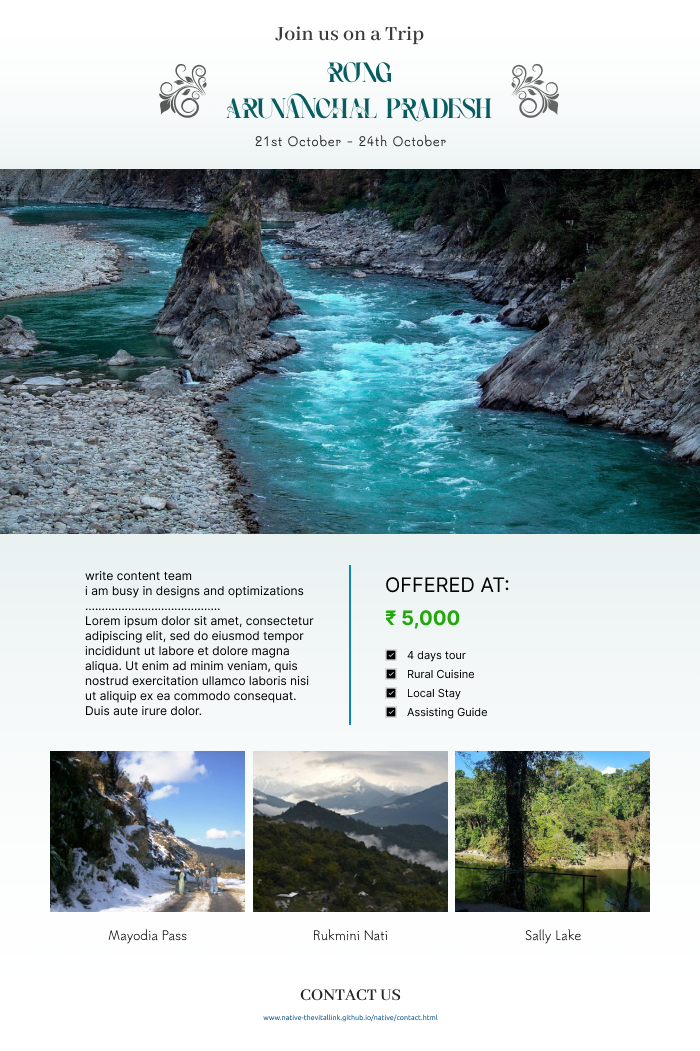 Join us on a Trip
ROING
ARUNANCHAL PRADESH
21st October - 24th October
write content team
i am busy in designs and optimizations
.........................................
Lorem ipsum dolor sit amet, consectetur
adipiscing elit, sed do eiusmod tempor
incididunt ut labore et dolore magna
aliqua. Ut enim ad minim veniam, quis
nostrud exercitation ullamco laboris nisi
ut aliquip ex ea commodo consequat.
Duis aute irure dolor.
OFFERED AT:
₹ 5,000
4 days tour
Rural Cuisine
Local Stay
Assisting Guide
Mayodia Pass
Rukmini Nati
Sally Lake
CONTACT US
www.native-thevitallink.github.io/native/contact.html